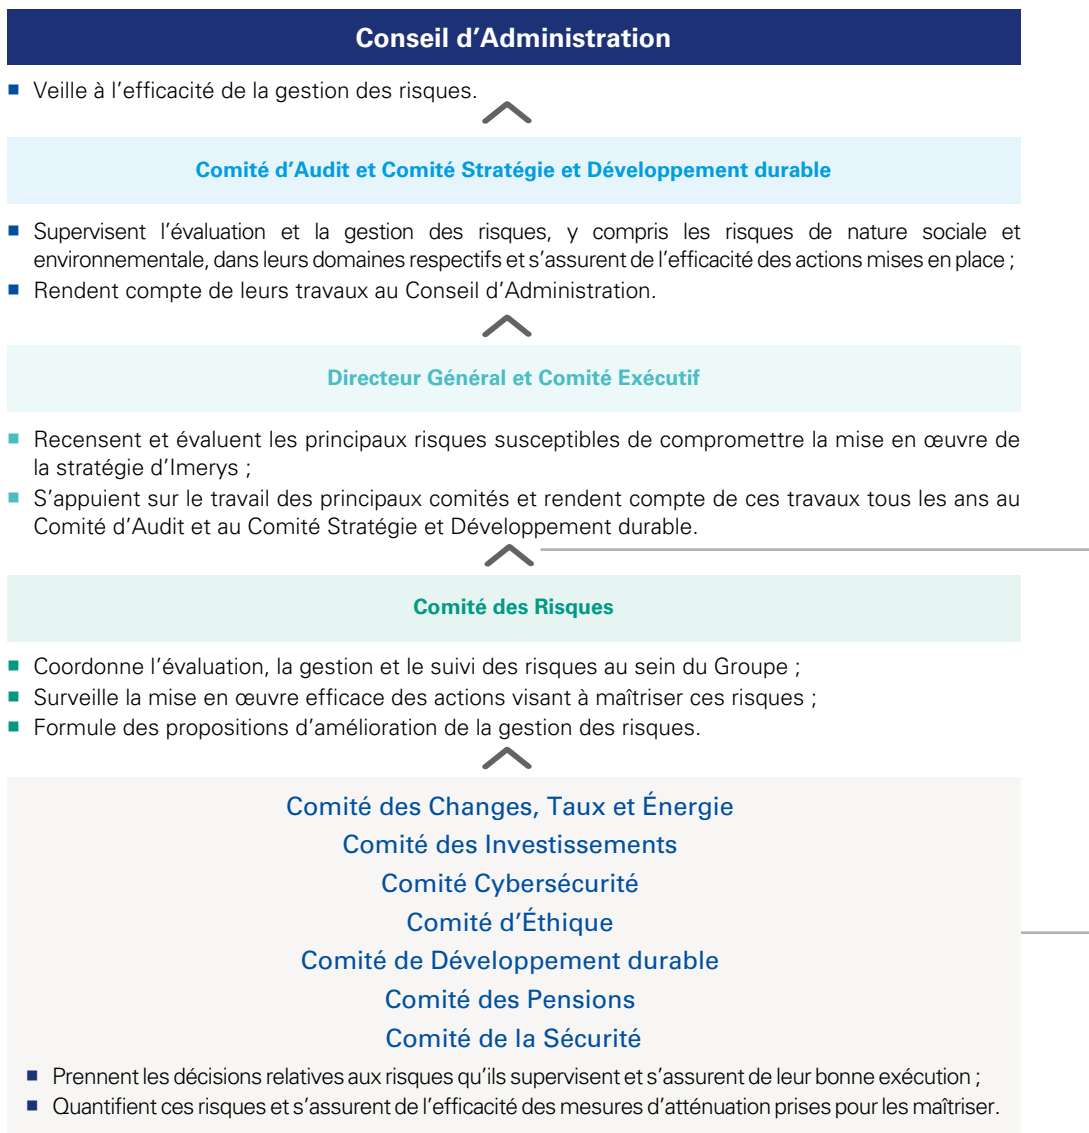 Conseil d’Administration
■ Veille à l’efficacité de la gestion des risques.
Comité d’Audit et Comité Stratégie et Développement durable
■ Supervisent l’évaluation et la gestion des risques, y compris les risques de nature sociale et
environnementale, dans leurs domaines respectifs et s’assurent de l’efficacité des actions mises en place ;
■ Rendent compte de leurs travaux au Conseil d’Administration.
Directeur Général et Comité Exécutif
■ Recensent et évaluent les principaux risques susceptibles de compromettre la mise en œuvre de
la stratégie d’Imerys ;
■ S’appuient sur le travail des principaux comités et rendent compte de ces travaux tous les ans au
Comité d’Audit et au Comité Stratégie et Développement durable.
Comité des Risques
■ Coordonne l’évaluation, la gestion et le suivi des risques au sein du Groupe ;
■ Surveille la mise en œuvre efficace des actions visant à maîtriser ces risques ;
■ Formule des propositions d’amélioration de la gestion des risques.
Comité des Changes, Taux et Énergie
Comité des Investissements
Comité Cybersécurité
Comité d’Éthique
Comité de Développement durable
Comité des Pensions
Comité de la Sécurité
■ Prennent les décisions relatives aux risques qu’ils supervisent et s’assurent de leur bonne exécution ;
■ Quantifient ces risques et s’assurent de l’efficacité des mesures d’atténuation prises pour les maîtriser.